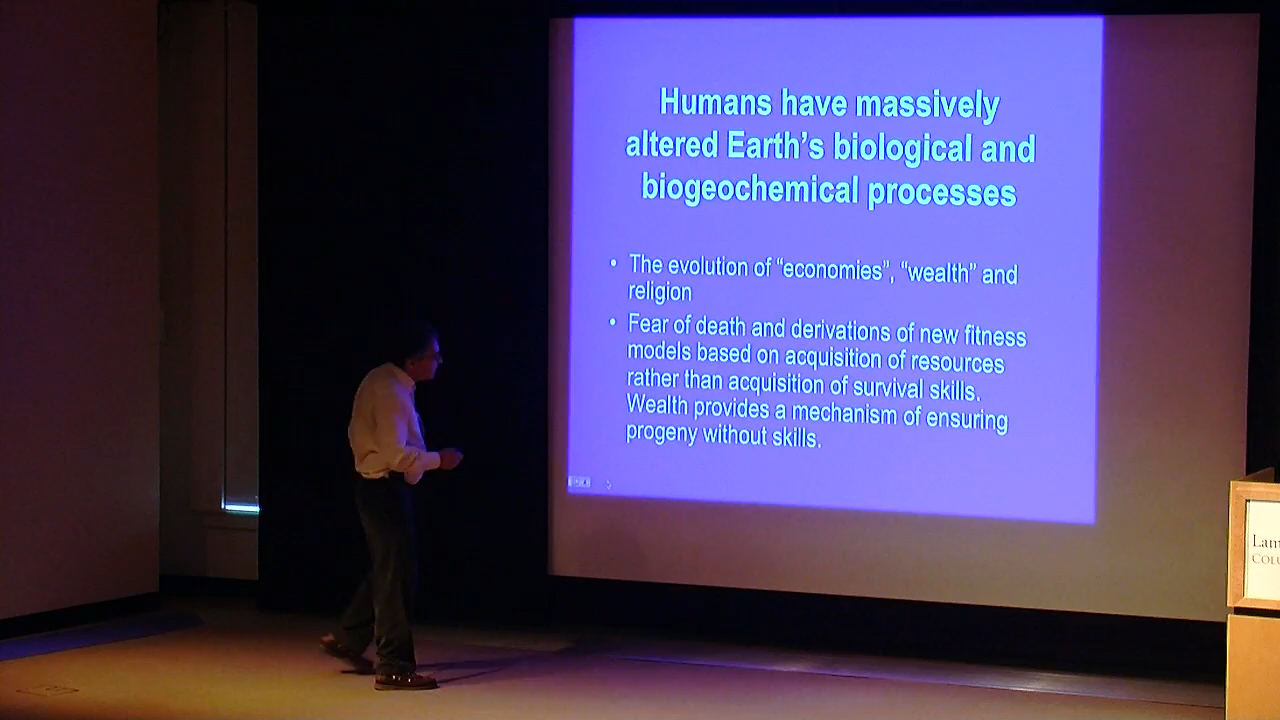 Humans have massively
altered Earth's biological and
biogeochemical processes
• The evolution of “economies”, “wealth” and
religion
• Fear of death and derivations of new fitness
models based on acquisition of resources
rather than acquisition of survival skills.
Wealth provides a mechanism of ensuring
progeny without skills.
Lam
COLU